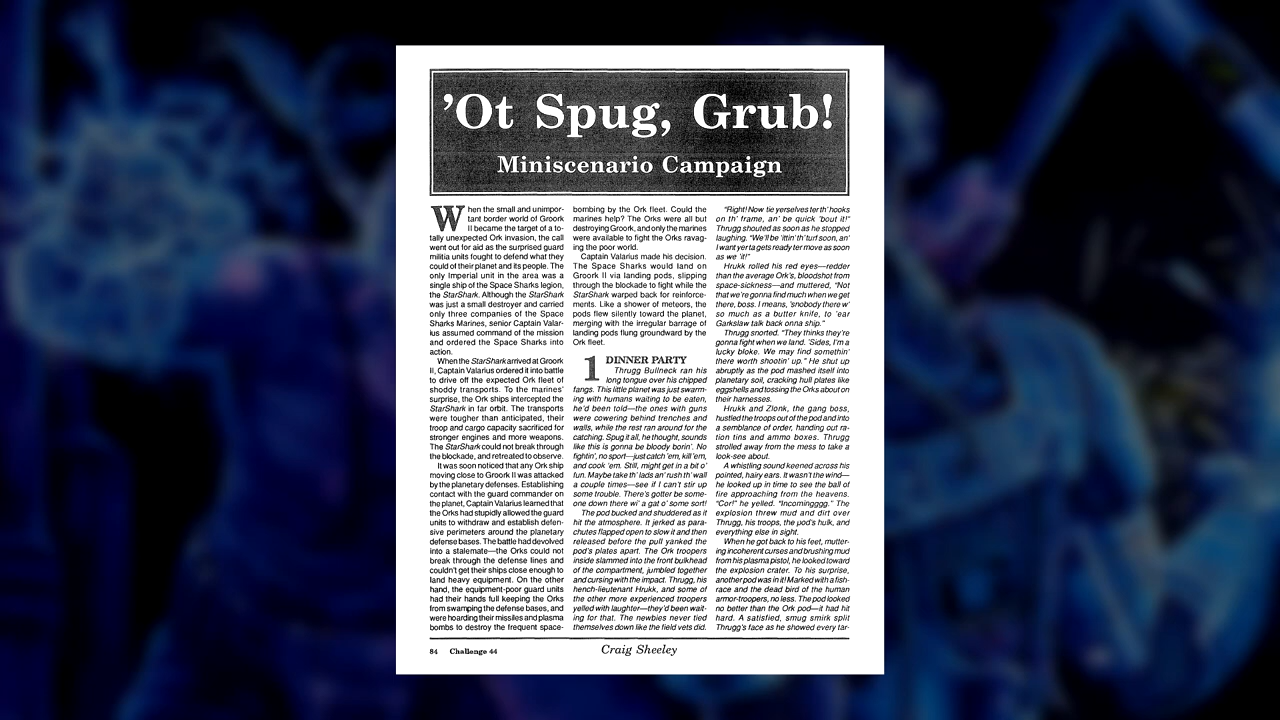 ’Ot Spug, Grub!
Miniscenario Campaign
When the small and unimpor-
tant border world of Groork
II became the target of a to-
tally unexpected Ork invasion, the call
went out for aid as the surprised guard
militia units fought to defend what they
could of their planet and its people. The
only Imperial unit in the area was a
single ship of the Space Sharks legion,
the StarShark. Although the StarShark
was just a small destroyer and carried
only three companies of the Space
Sharks Marines, senior Captain Valar-
ius assumed command of the mission
and ordered the Space Sharks into
action.
When the StarShark arrived at Groork
II, Captain Valarius ordered it into battle
to drive off the expected Ork fleet of
shoddy transports. To the marines'
surprise, the Ork ships intercepted the
StarShark in far orbit. The transports
were tougher than anticipated, their
troop and cargo capacity sacrificed for
stronger engines and more weapons.
The StarShark could not break through
the blockade, and retreated to observe.
It was soon noticed that any Ork ship
moving close to Groork II was attacked
by the planetary defenses. Establishing
contact with the guard commander on
the planet, Captain Valarius learned that
the Orks had stupidly allowed the guard
units to withdraw and establish defen-
sive perimeters around the planetary
defense bases. The battle had devolved
into a stalemate—the Orks could not
break through the defense lines and
couldn't get their ships close enough to
land heavy equipment. On the other
hand, the equipment-poor guard units
had their hands full keeping the Orks
from swamping the defense bases, and
were hoarding their missiles and plasma
bombs to destroy the frequent space-
bombing by the Ork fleet. Could the
marines help? The Orks were all but
destroying Groork, and only the marines
were available to fight the Orks ravag-
ing the poor world.
Captain Valarius made his decision.
The Space Sharks would land on
Groork II via landing pods, slipping
through the blockade to fight while the
StarShark warped back for reinforce-
ments. Like a shower of meteors, the
pods flew silently toward the planet,
merging with the irregular barrage of
landing pods flung groundward by the
Ork fleet.
1 DINNER PARTY
Thrugg Bullneck ran his
long tongue over his chipped
fangs. This little planet was just swarm-
ing with humans waiting to be eaten,
he'd been told—the ones with guns
were cowering behind trenches and
walls, while the rest ran around for the
catching. Spug it all, he thought, sounds
like this is gonna be bloody borin'. No
fightin', no sport—just catch 'em, kill 'em,
and cook 'em. Still, might get in a bit o'
fun. Maybe take th' lads an' rush th' wall
a couple times—see if I can't stir up
some trouble. There's gotter be some-
one down there wi' a gat o' some sort!
The pod bucked and shuddered as it
hit the atmosphere. It jerked as para-
chutes flapped open to slow it and then
released before the pull yanked the
pod's plates apart. The Ork troopers
inside slammed into the front bulkhead
of the compartment, jumbled together
and cursing with the impact. Thrugg, his
hench-lieutenant Hrukk, and some of
the other more experienced troopers
yelled with laughter—they'd been wait-
ing for that. The newbies never tied
themselves down like the field vets did.
"Right! Now tie yerselves ter th' hooks
on th' frame, an' be quick 'bout it!"
Thrugg shouted as soon as he stopped
laughing. "We'll be 'ittin' th' turf soon, an'
I want yer ta gets ready ter move as soon
as we 'it!"
Hrukk rolled his red eyes—redder
than the average Ork's, bloodshot from
space-sickness—and muttered, "Not
that we're gonna find much when we get
there, boss. I means, 'snobody there w'
so much as a butter knife, to 'ear
Garkslaw talk back onna ship."
Thrugg snorted. "They thinks they're
gonna fight when we land. 'Sides, I'm a
lucky bloke. We may find somethin'
there worth shootin' up." He shut up
abruptly as the pod mashed itself into
planetary soil, cracking hull plates like
eggshells and tossing the Orks about on
their harnesses.
Hrukk and Zlonk, the gang boss,
hustled the troops out of the pod and into
a semblance of order, handing out ra-
tion tins and ammo boxes. Thrugg
strolled away from the mess to take a
look-see about.
A whistling sound keened across his
pointed, hairy ears. It wasn't the wind—
he looked up in time to see the ball of
fire approaching from the heavens.
"Cor!" he yelled. "Incomingggg." The
explosion threw mud and dirt over
Thrugg, his troops, the pod's hulk, and
everything else in sight.
When he got back to his feet, mutter-
ing incoherent curses and brushing mud
from his plasma pistol, he looked toward
the explosion crater. To his surprise,
another pod was in it! Marked with a fish-
race and the dead bird of the human
armor-troopers, no less. The pod looked
no better than the Ork pod—it had hit
hard. A satisfied, smug smirk split
Thrugg's face as he showed every tar-
84 Challenge 44
Craig Sheeley